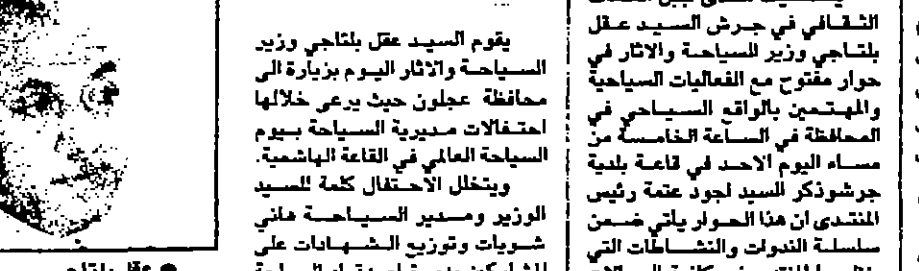 الثقافي في جرش السيد عقل
بلتاجي وزير السياحة والاثار في
حوار مفتوح مع الفعاليات السياحية
والمهتمين بالواقع السياحي في
المحافظة في الساعة الخامسة من
مساء اليوم الاحد في قاعة بلدية
جرشوذكر السيد اجود عتمة رئيس
المنتدى ان هذا الحوار ياتي ضمن
سلسلة الندوات والنشاطات التي
يقوم السيد عقل بلتاجي وزير
السياحة والاثار اليوم بزيارة الى
محافظة عجلون حيث يرعى خلالها
احتفالات مديرية السياحة بيوم
السياحة العالمي في القاعة الهاشمية.
ويتخلل الاحتفال كلمة للسيد
الوزير ومدير السياحة هاني
شويات وتوزيع الشهادات على
● عقل بلتاجي